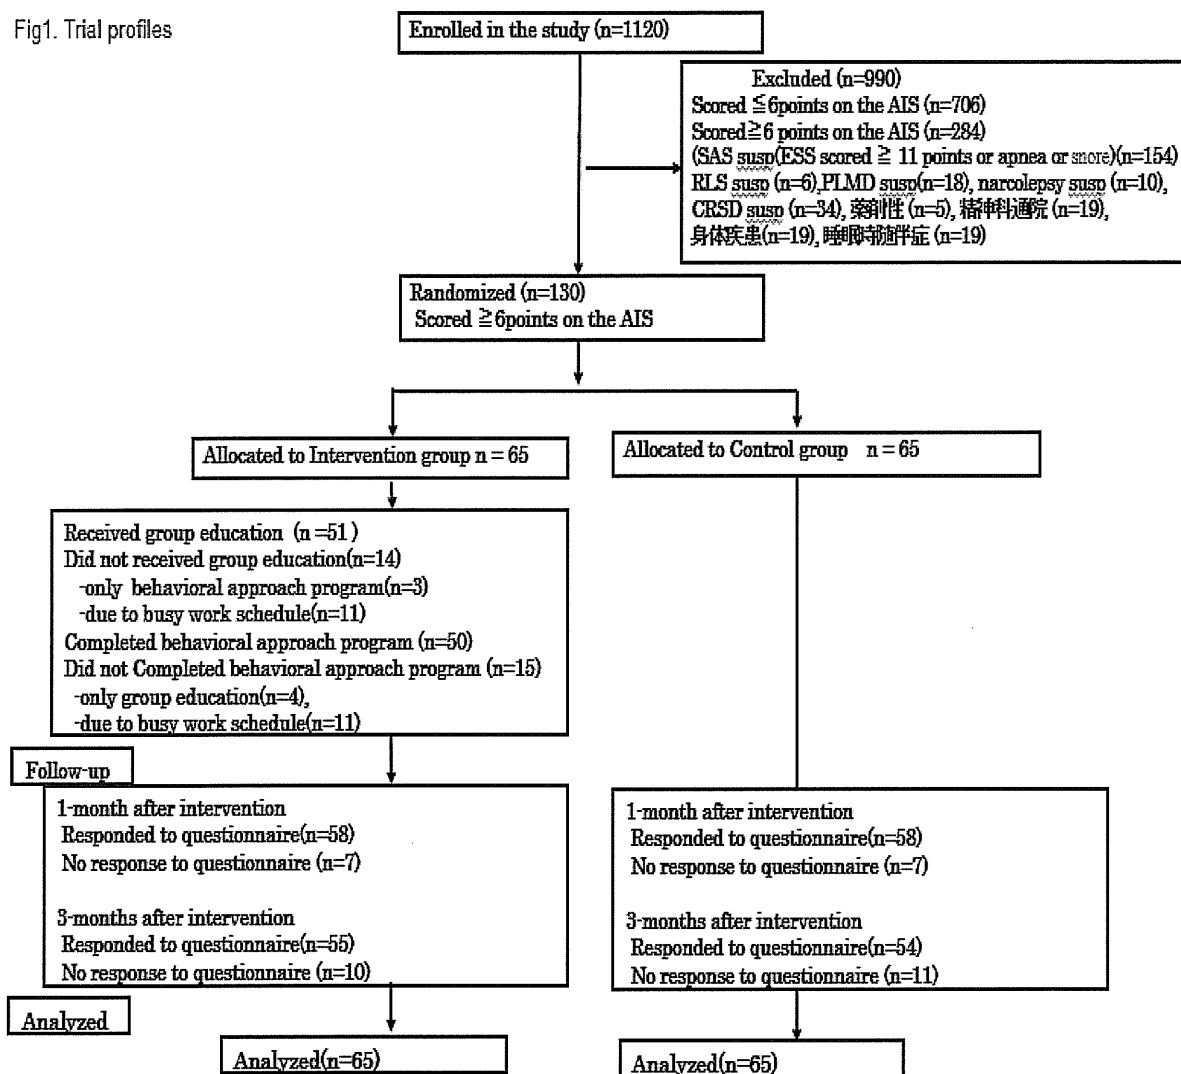 Fig1. Trial profiles
Enrolled in the study (n=1120)
Excluded (n=990)
Scored ≦6points on the AIS (n=706)
Scored≧6 points on the AIS (n=284)
(SAS susp(ESS scored ≧ 11 points or apnea or snore)(n=154)
RLS susp (n=6),PLMD susp(n=18), narcolepsy susp (n=10),
CRSD susp (n=34), 薬剤性 (n=5), 精神科通院 (n=19),
身体疾患(n=19), 睡眠時随伴症 (n=19)
Randomized (n=130)
Scored ≧6points on the AIS
Allocated to Intervention group n = 65
Allocated to Control group n = 65
Received group education (n =51 )
Did not received group education(n=14)
-only behavioral approach program(n=3)
-due to busy work schedule(n=11)
Completed behavioral approach program (n=50)
Did not Completed behavioral approach program (n=15)
-only group education(n=4),
-due to busy work schedule(n=11)
Follow-up
1-month after intervention
Responded to questionnaire(n=58)
No response to questionnaire (n=7)
3-months after intervention
Responded to questionnaire(n=55)
No response to questionnaire (n=10)
1-month after intervention
Responded to questionnaire(n=58)
No response to questionnaire (n=7)
3-months after intervention
Responded to questionnaire(n=54)
No response to questionnaire (n=11)
Analyzed
Analyzed(n=65)
Analyzed(n=65)